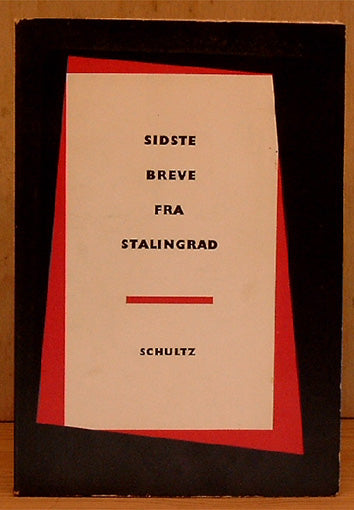 SIDSTE
BREVE
FRA
STALINGRAD
SCHULTZ